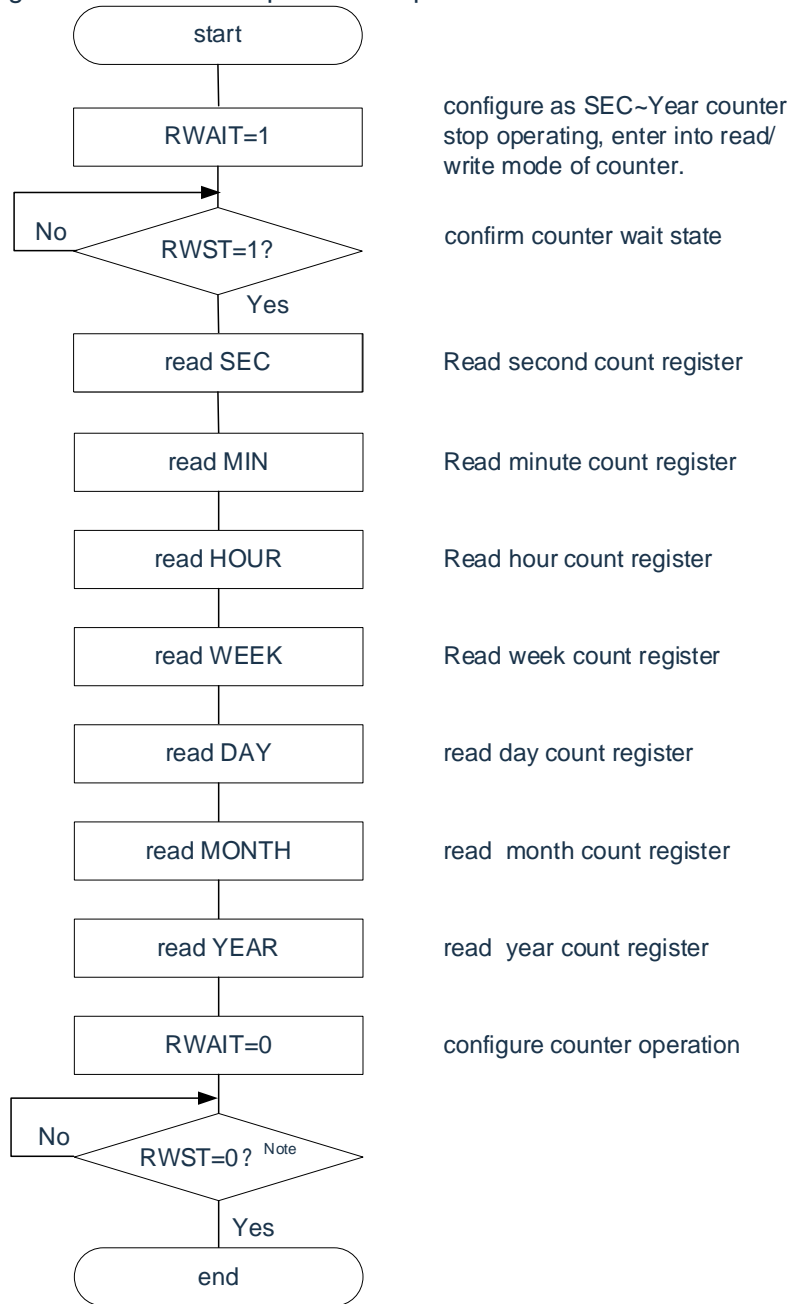 start
RWAIT=1
configure as SEC~Year counter
stop operating, enter into read/
write mode of counter.
No
RWST=1?
confirm counter wait state
Yes
read SEC
Read second count register
read MIN
Read minute count register
read HOUR
Read hour count register
read WEEK
Read week count register
read DAY
read day count register
read MONTH
read month count register
read YEAR
read year count register
RWAIT=0
configure counter operation
No
RWST=0? Note
Yes
end